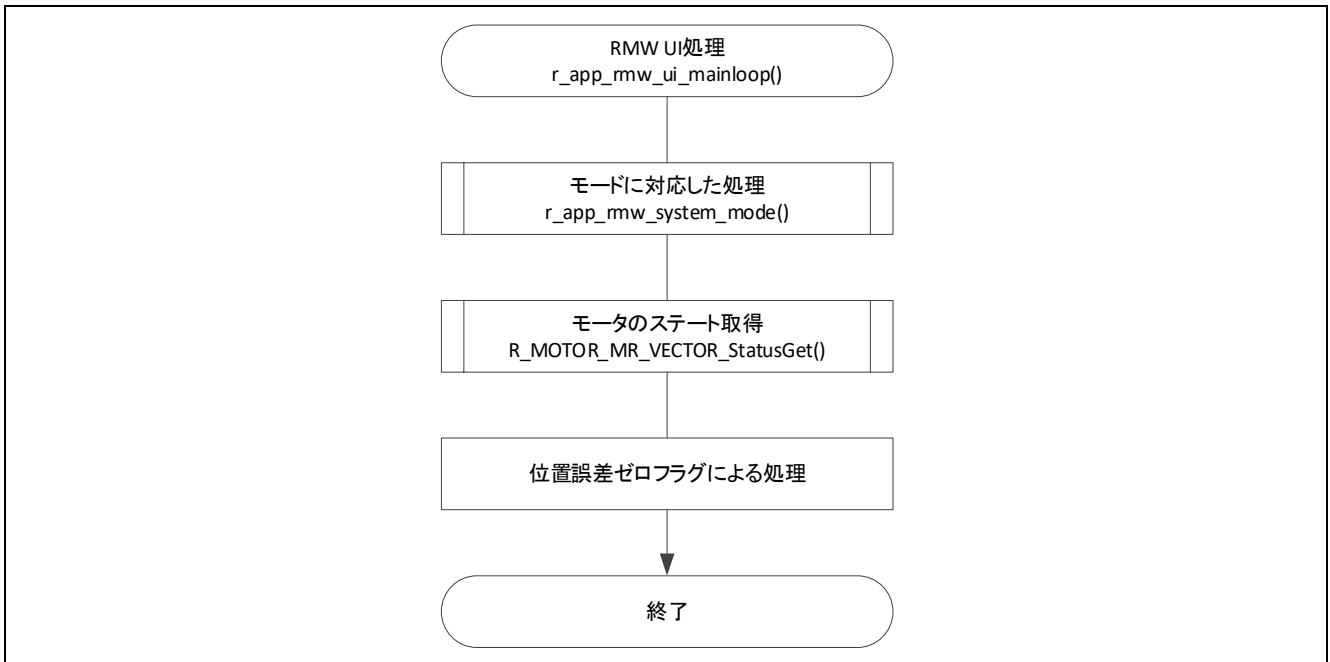 RMW UI処理
r_app_rmw_ui_mainloop()
モードに対応した処理
r_app_rmw_system_mode()
モータのステート取得
R_MOTOR_MR_VECTOR_StatusGet()
位置誤差ゼロフラグによる処理
終了